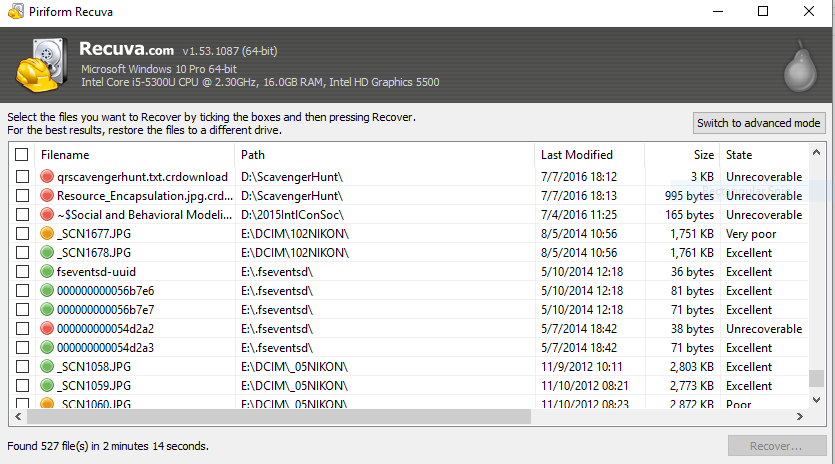 Piriform Recuva
Recuva.com v1.53.1087 (64-bit)
Microsoft Windows 10 Pro 64-bit
Intel Core i5-5300U CPU @ 2.30GHz, 16.0GB RAM, Intel HD Graphics 5500
Select the files you want to Recover by ticking the boxes and then pressing Recover.
For the best results, restore the files to a different drive.
Switch to advanced mode
Filename Path Last Modified Size State
qrscavengerhunt.txt.crdownload D:\ScavengerHunt\ 7/7/2016 18:12 3 KB Unrecoverable
Resource_Encapsulation.jpg.crd... D:\ScavengerHunt\ 7/7/2016 18:13 995 bytes Unrecoverable
~$Social and Behavioral Modeli... D:\2015IntlConSoc\ 7/4/2016 11:25 165 bytes Unrecoverable
_SCN1677.JPG E:\DCIM\102NIKON\ 8/5/2014 10:56 1,751 KB Very poor
_SCN1678.JPG E:\DCIM\102NIKON\ 8/5/2014 10:56 1,761 KB Excellent
fseventsd-uuid E:\.fseventsd\ 5/10/2014 12:18 36 bytes Excellent
000000000056b7e6 E:\.fseventsd\ 5/10/2014 12:18 81 bytes Excellent
000000000056b7e7 E:\.fseventsd\ 5/10/2014 12:18 71 bytes Excellent
000000000054d2a2 E:\.fseventsd\ 5/7/2014 18:42 38 bytes Unrecoverable
000000000054d2a3 E:\.fseventsd\ 5/7/2014 18:42 71 bytes Excellent
_SCN1058.JPG E:\DCIM\_05NIKON\ 11/9/2012 10:11 2,803 KB Excellent
_SCN1059.JPG E:\DCIM\_05NIKON\ 11/10/2012 08:21 2,773 KB Excellent
_SCN1060.JPG E:\DCIM\_05NIKON\ 11/10/2012 08:23 2,872 KB Poor
Found 527 file(s) in 2 minutes 14 seconds.
Recover...